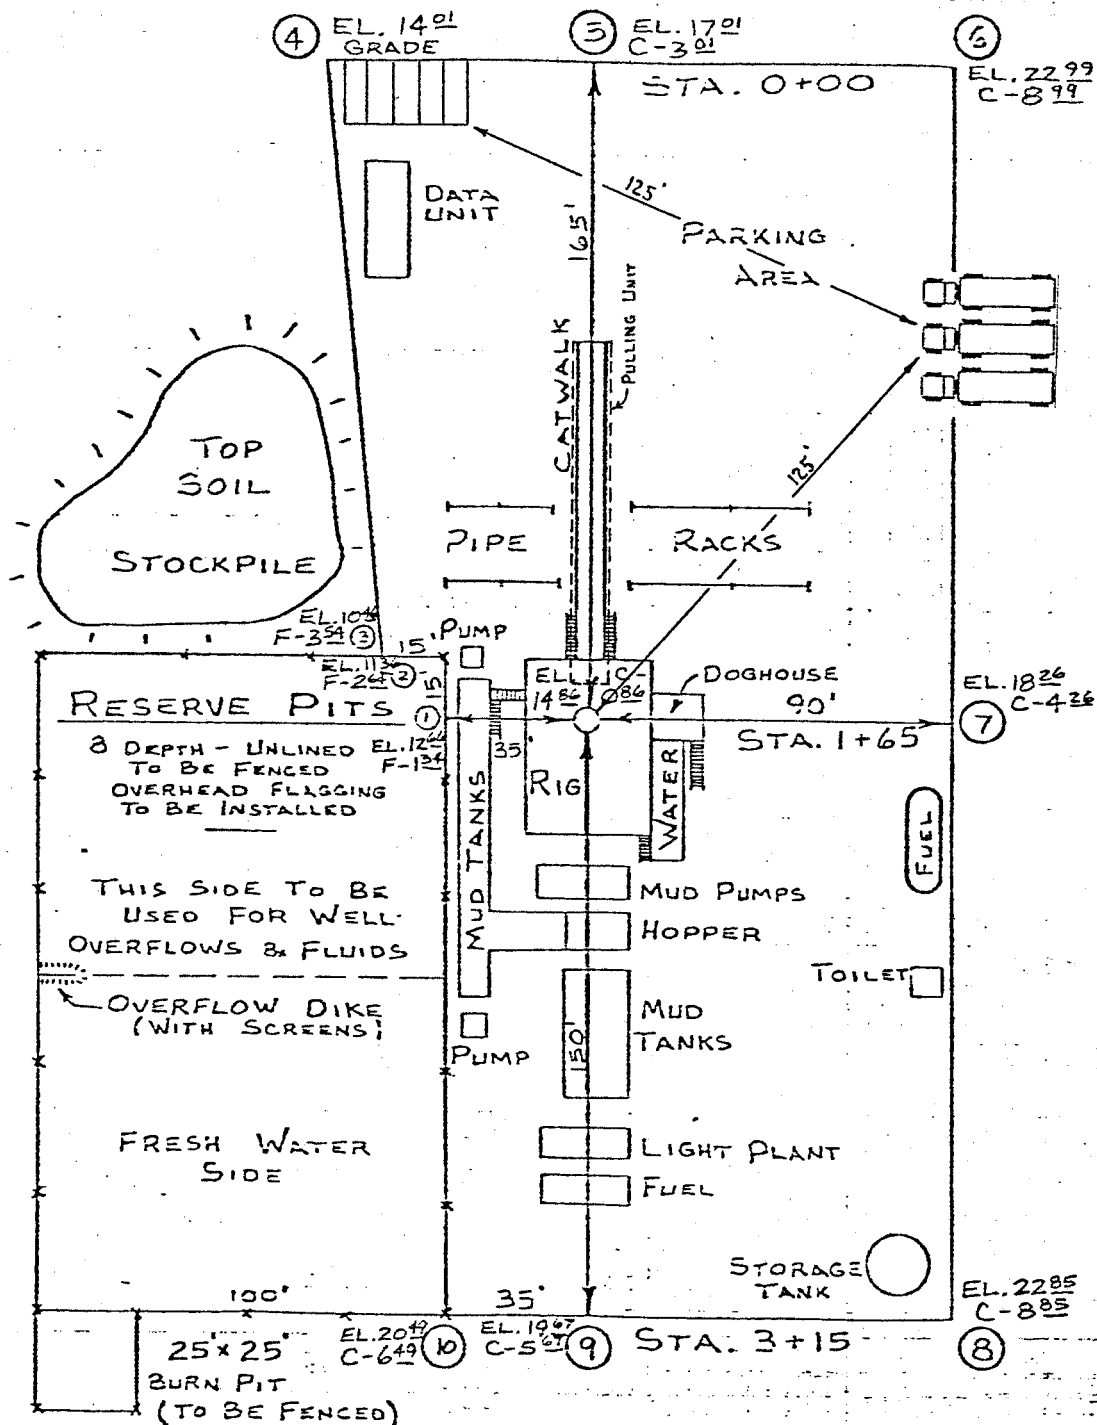 4
EL. 14 01
GRADE
5
EL. 17 01
C-3 01
6
EL. 22 99
C-8 99
STA. 0+00
125'
DATA
UNIT
165'
PARKING
AREA
PULLING UNIT
CATWALK
TOP
SOIL
STOCKPILE
125'
PIPE
RACKS
EL. 10 46
F-3 54 3
15'
PUMP
EL. 11 36
F-2 64 2
15
EL
14 86
C-
0 86
DOGHOUSE
90'
EL. 18 26
C-4 26
7
STA. 1+65
RESERVE PITS
1
35'
8 DEPTH - UNLINED
TO BE FENCED
OVERHEAD FLAGGING
TO BE INSTALLED
EL. 12 66
F-1 34
RIG
WATER
MUD TANKS
FUEL
MUD PUMPS
THIS SIDE TO BE
USED FOR WELL
OVERFLOWS & FLUIDS
HOPPER
TOILET
OVERFLOW DIKE
(WITH SCREENS)
MUD
TANKS
150'
PUMP
FRESH WATER
SIDE
LIGHT PLANT
FUEL
STORAGE
TANK
100'
35'
EL. 22 85
C-8 85
8
25' x 25'
BURN PIT
(TO BE FENCED)
EL. 20 49
C-6 49
10
EL. 19 67
C-5 67
9
STA. 3+15